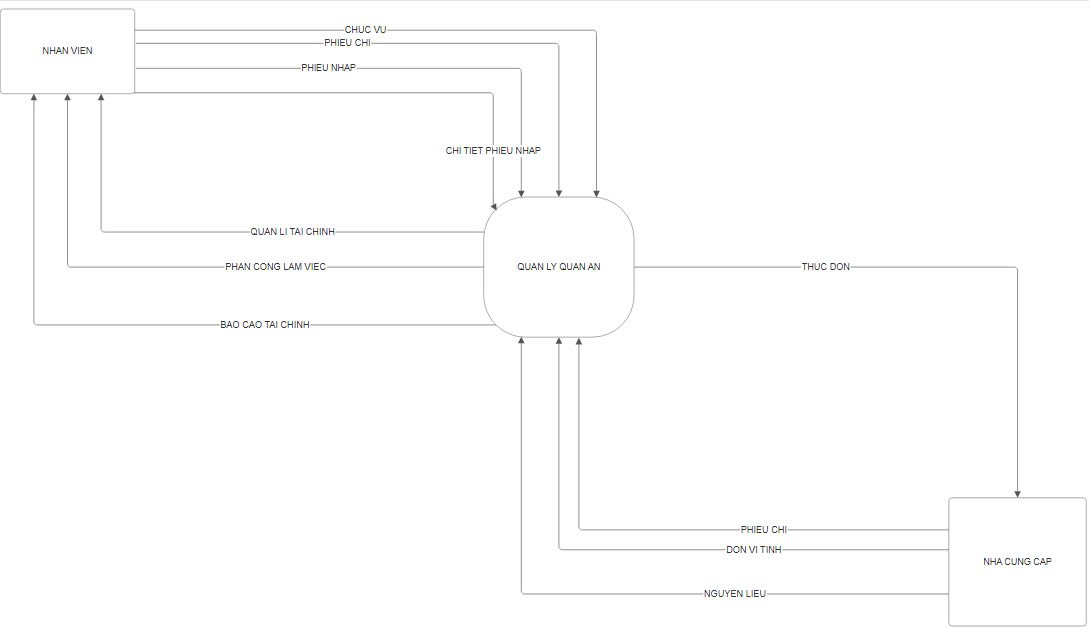 CHUC VU
PHIEU CHI
NHAN VIEN
PHIEU NHAP
CHI TIET PHIEU NHAP
QUAN LI TAI CHINH
PHAN CONG LAM VIEC
QUAN LY QUAN AN
THUC DON
BAO CAO TAI CHINH
PHIEU CHI
DON VI TINH
NHA CUNG CAP
NGUYEN LIEU